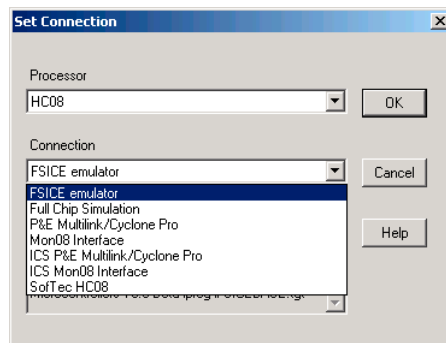 Set Connection
Processor
HC08
OK
Connection
FSICE emulator
Cancel
FSICE emulator
Full Chip Simulation
P&E Multilink/Cyclone Pro
Mon08 Interface
Help
ICS P&E Multilink/Cyclone Pro
ICS Mon08 Interface
SofTec HC08